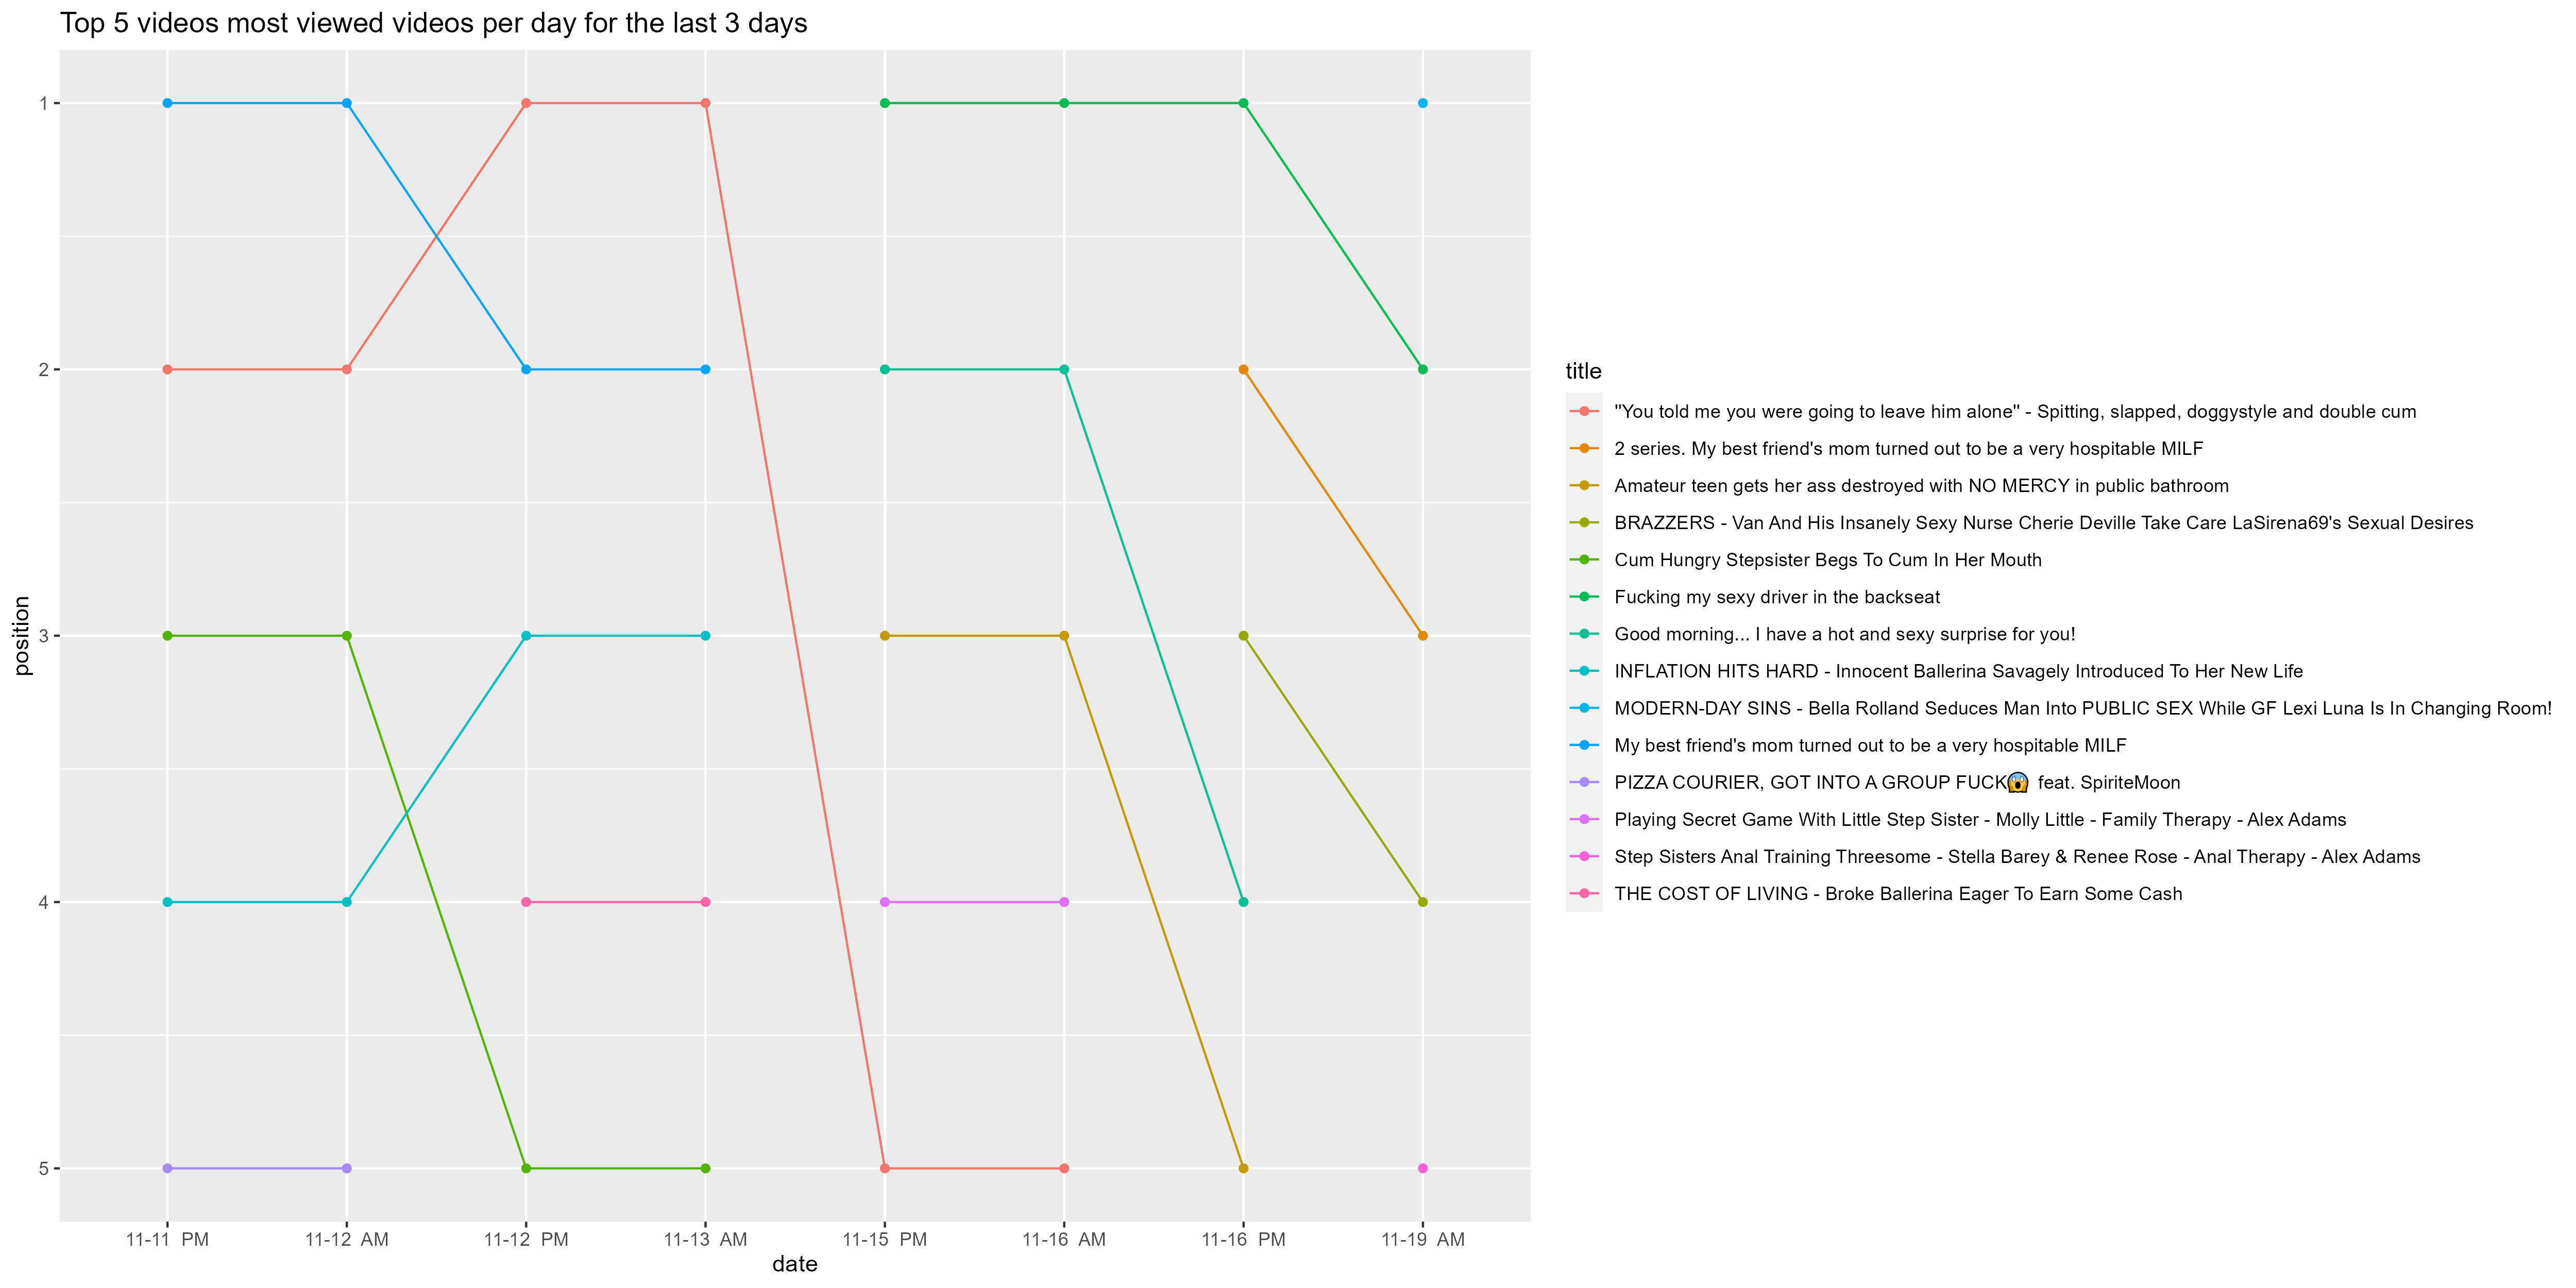 Top 5 videos most viewed videos per day for the last 3 days
position
1
2
3
4
5
11-11 PM
11-12 AM
11-12 PM
11-13 AM
11-15 PM
11-16 AM
11-16 PM
11-19 AM
date
title
"You told me you were going to leave him alone" - Spitting, slapped, doggystyle and double cum
2 series. My best friend's mom turned out to be a very hospitable MILF
Amateur teen gets her ass destroyed with NO MERCY in public bathroom
BRAZZERS - Van And His Insanely Sexy Nurse Cherie Deville Take Care LaSirena69's Sexual Desires
Cum Hungry Stepsister Begs To Cum In Her Mouth
Fucking my sexy driver in the backseat
Good morning... I have a hot and sexy surprise for you!
INFLATION HITS HARD - Innocent Ballerina Savagely Introduced To Her New Life
MODERN-DAY SINS - Bella Rolland Seduces Man Into PUBLIC SEX While GF Lexi Luna Is In Changing Room!
My best friend's mom turned out to be a very hospitable MILF
PIZZA COURIER, GOT INTO A GROUP FUCK😱 feat. SpiriteMoon
Playing Secret Game With Little Step Sister - Molly Little - Family Therapy - Alex Adams
Step Sisters Anal Training Threesome - Stella Barey & Renee Rose - Anal Therapy - Alex Adams
THE COST OF LIVING - Broke Ballerina Eager To Earn Some Cash